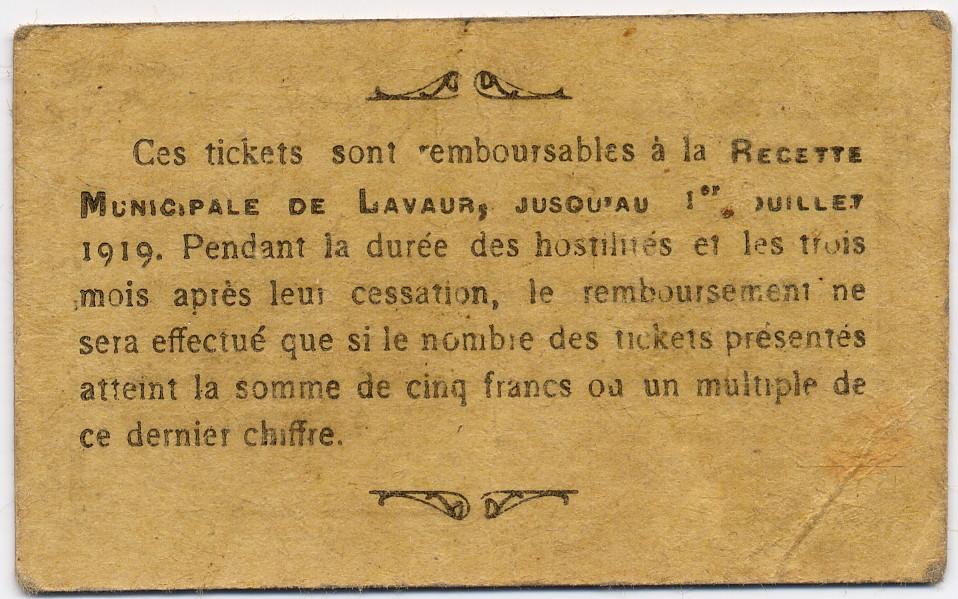 Ces tickets sont remboursables à la RECETTE
MUNICIPALE DE LAVAUR, JUSQU'AU 1er JUILLET
1919. Pendant la durée des hostilités et les trois
mois après leur cessation, le remboursement ne
sera effectué que si le nombre des tickets présentés
atteint la somme de cinq francs ou un multiple de
ce dernier chiffre.